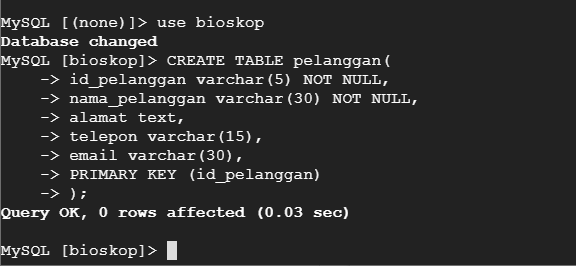 MySQL [(none)]> use bioskop
Database changed
MySQL [bioskop]> CREATE TABLE pelanggan(
    -> id_pelanggan varchar(5) NOT NULL,
    -> nama_pelanggan varchar(30) NOT NULL,
    -> alamat text,
    -> telepon varchar(15),
    -> email varchar(30),
    -> PRIMARY KEY (id_pelanggan)
    -> );
Query OK, 0 rows affected (0.03 sec)
MySQL [bioskop]>